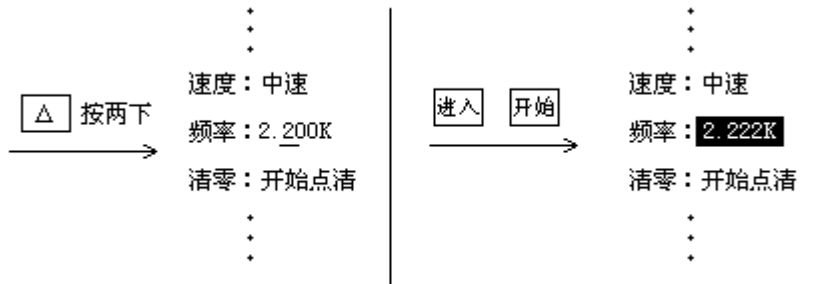 △ 按两下
速度：中速
频率：2.200K
清零：开始点清
进入 开始
速度：中速
频率：2.222K
清零：开始点清